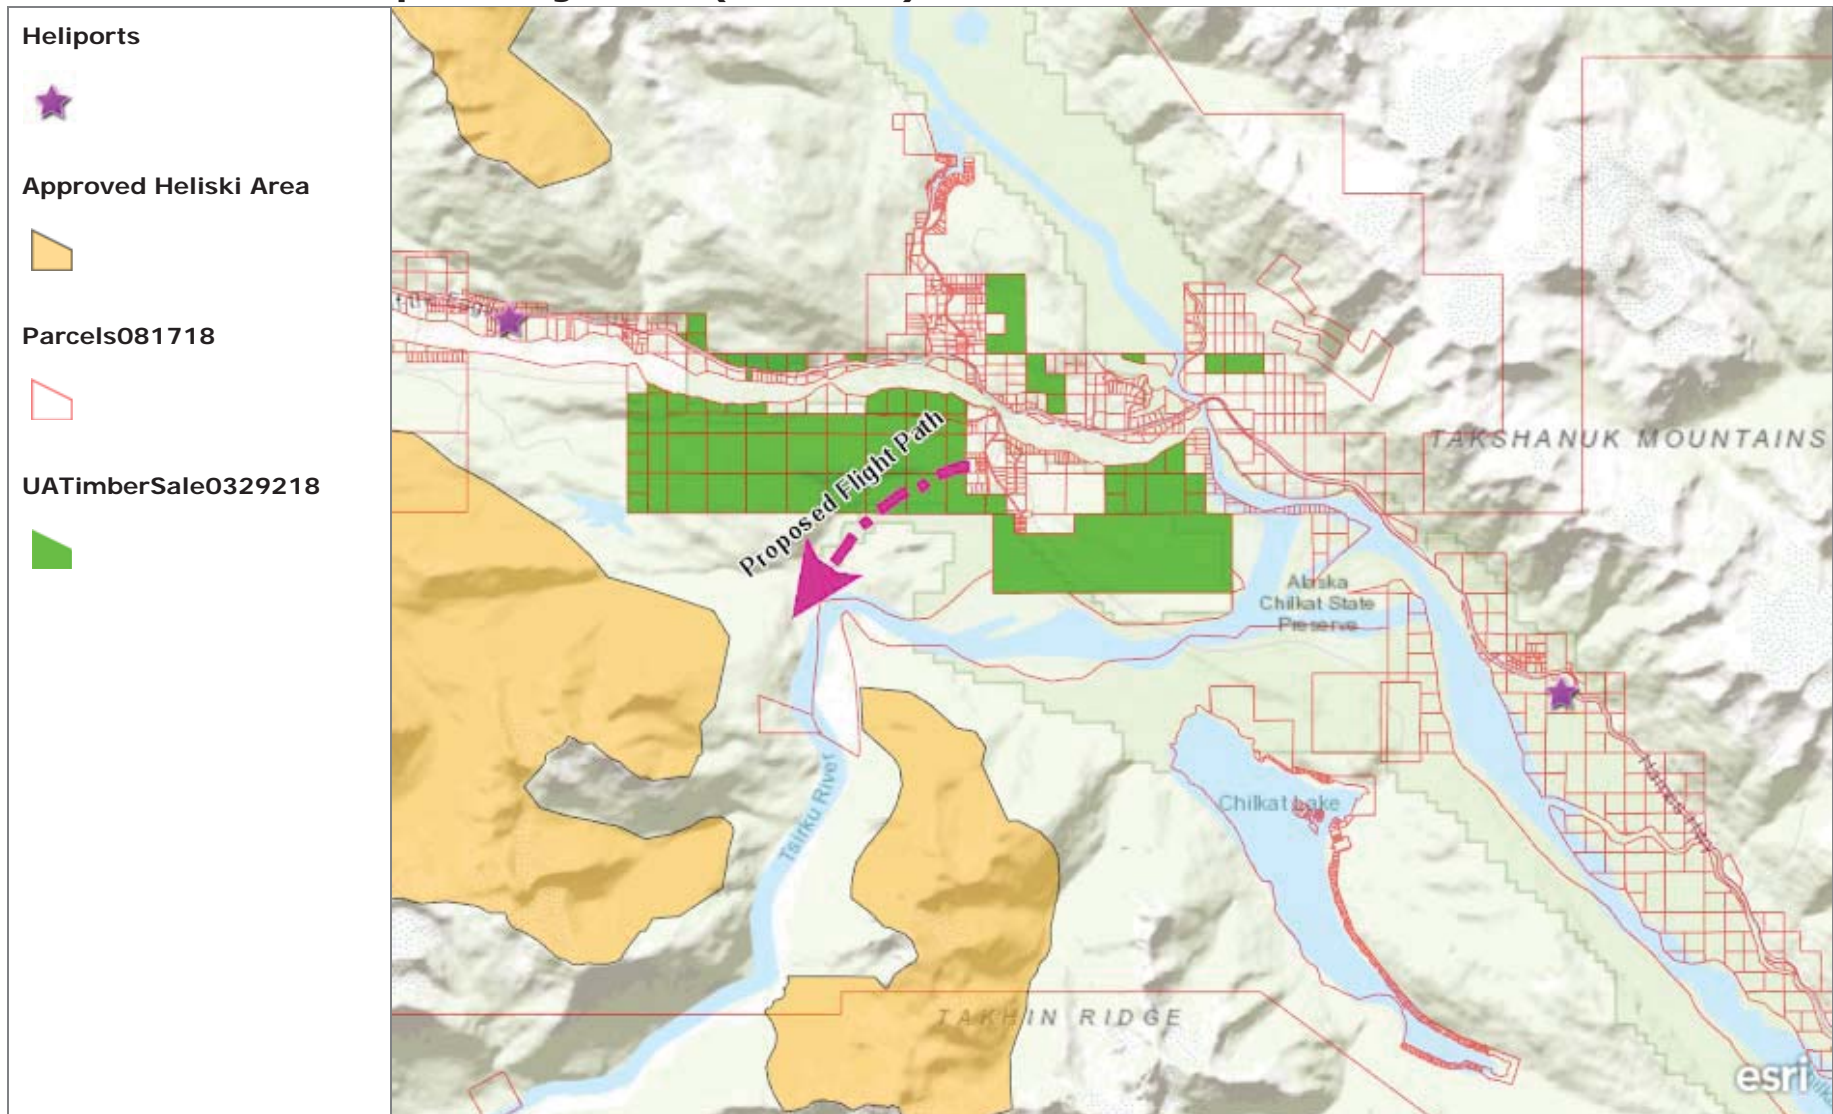 Heliports
Approved Heliski Area
Parcels081718
UATimberSale0329218
TAKSHANUK MOUNTAINS
Proposed Flight Path
Alaska
Chilkat State
Preserve
Tsirku River
Chilkat Lake
TAKHIN RIDGE
esri